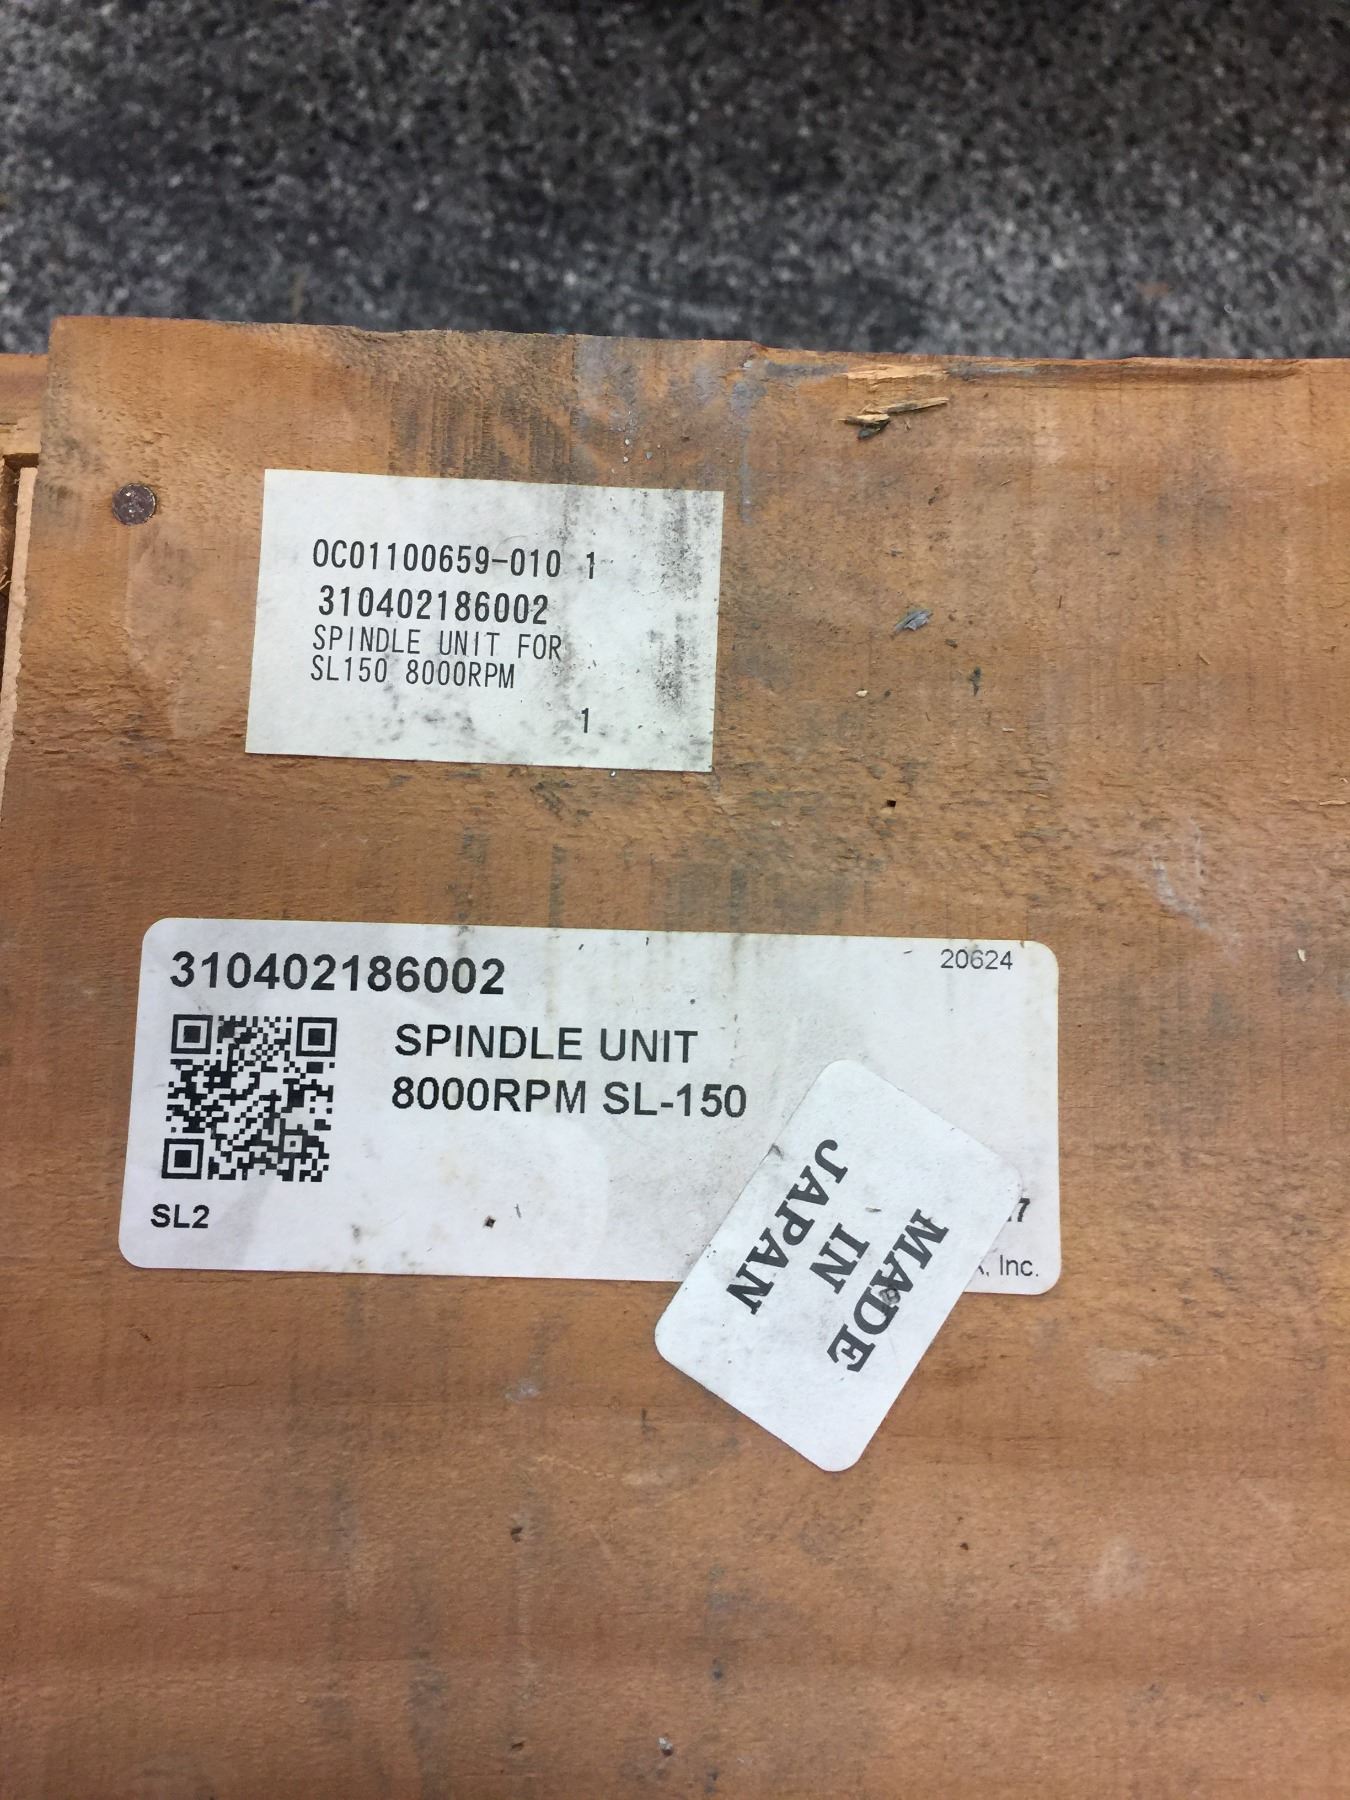 0C01100659-010 1
310402186002
SPINDLE UNIT FOR
SL150 8000RPM
1
310402186002
20624
SPINDLE UNIT
8000RPM SL-150
SL2
Inc.
MADE
IN
JAPAN